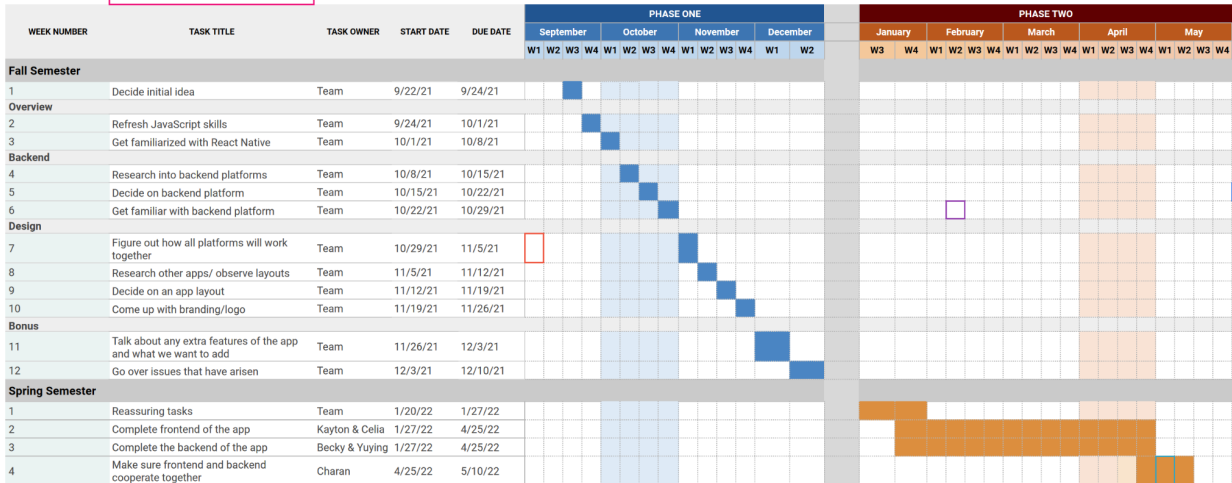 PHASE ONE PHASE TWO
WEEK NUMBER TASK TITLE TASK OWNER START DATE DUE DATE September October November December January February March April May
W1 W2 W3 W4 W1 W2 W3 W4 W1 W2 W3 W4 W1 W2 W3 W4 W1 W2 W3 W4 W1 W2 W3 W4 W1 W2 W3 W4 W1 W2 W3 W4
Fall Semester
1 Decide initial idea Team 9/22/21 9/24/21
Overview
2 Refresh JavaScript skills Team 9/24/21 10/1/21
3 Get familiarized with React Native Team 10/1/21 10/8/21
Backend
4 Research into backend platforms Team 10/8/21 10/15/21
5 Decide on backend platform Team 10/15/21 10/22/21
6 Get familiar with backend platform Team 10/22/21 10/29/21
Design
7 Figure out how all platforms will work
together Team 10/29/21 11/5/21
8 Research other apps/ observe layouts Team 11/5/21 11/12/21
9 Decide on an app layout Team 11/12/21 11/19/21
10 Come up with branding/logo Team 11/19/21 11/26/21
Bonus
11 Talk about any extra features of the app
and what we want to add Team 11/26/21 12/3/21
12 Go over issues that have arisen Team 12/3/21 12/10/21
Spring Semester
1 Reassuring tasks Team 1/20/22 1/27/22
2 Complete frontend of the app Kayton & Celia 1/27/22 4/25/22
3 Complete the backend of the app Becky & Yuying 1/27/22 4/25/22
4 Make sure frontend and backend
cooperate together Charan 4/25/22 5/10/22